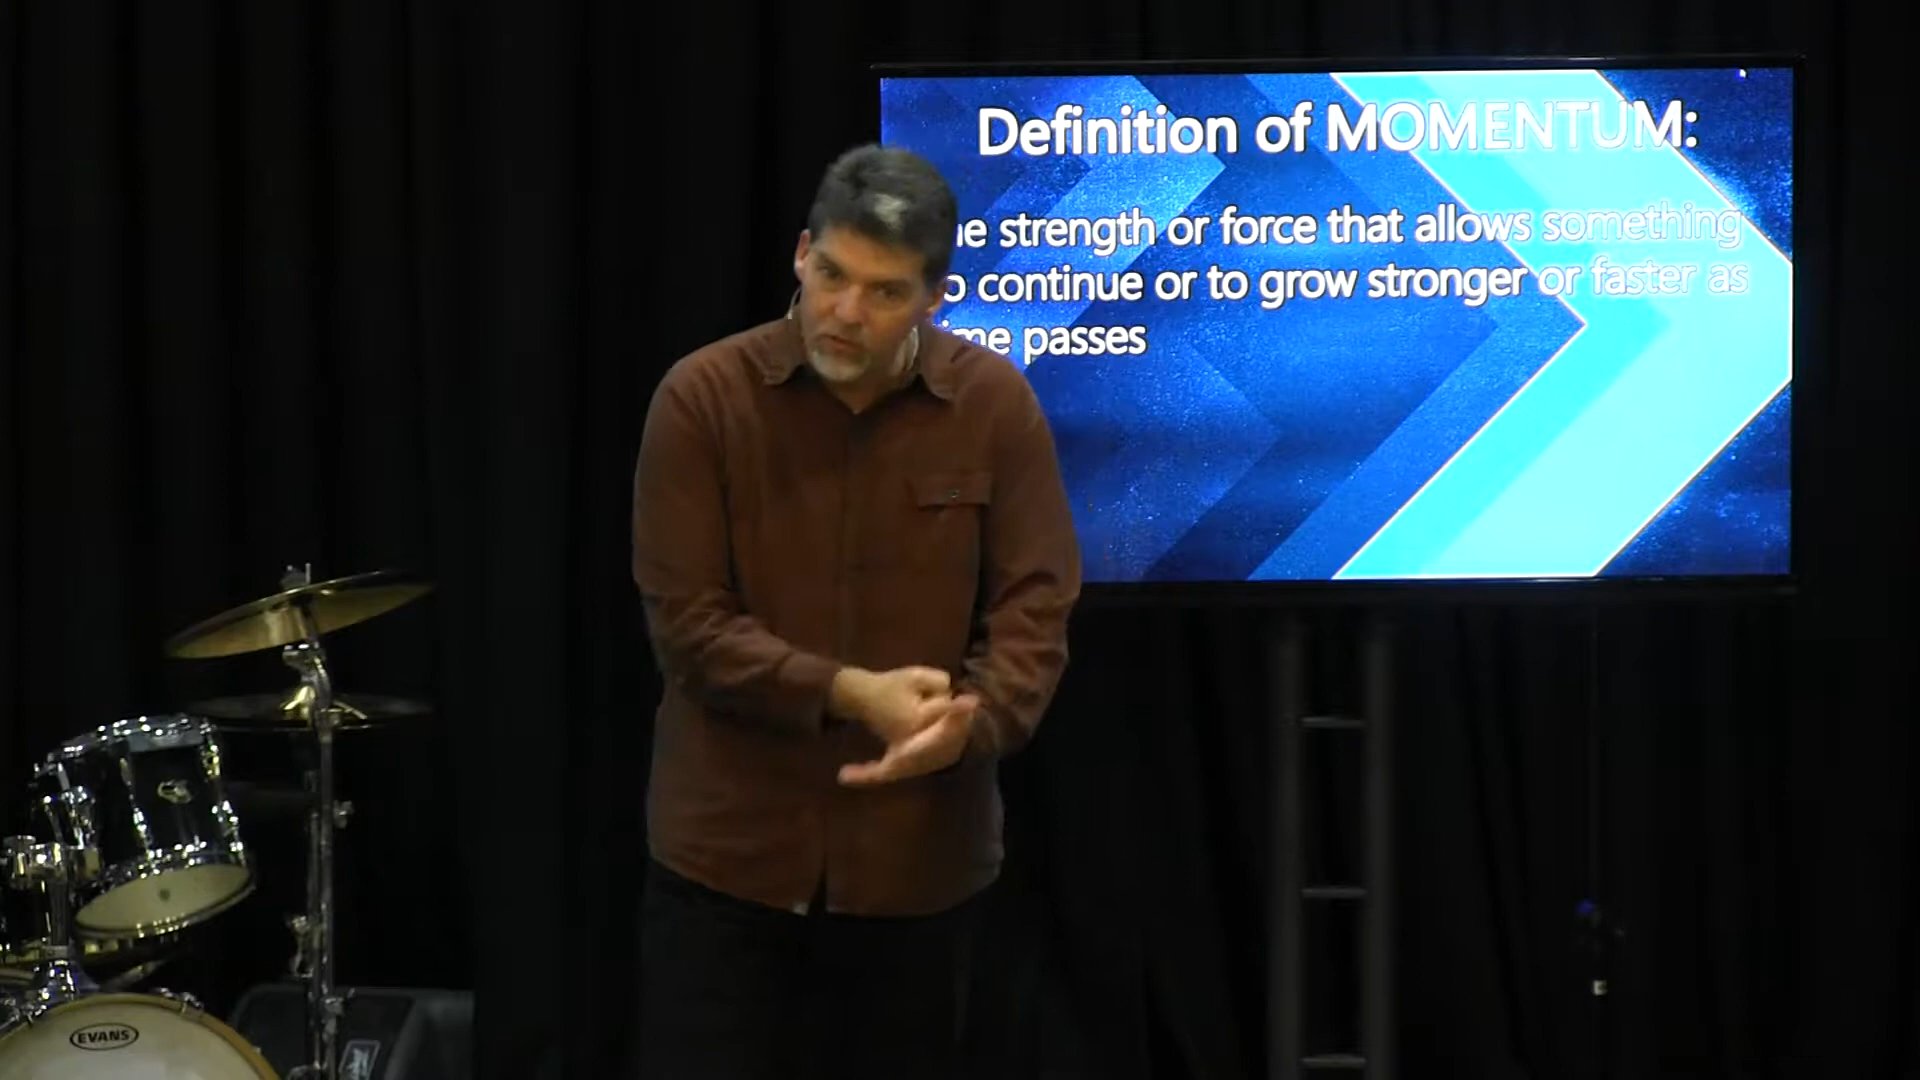 Definition of MOMENTUM:
strength or force that allows something
continue or to grow stronger or faster as
passes
EVANS